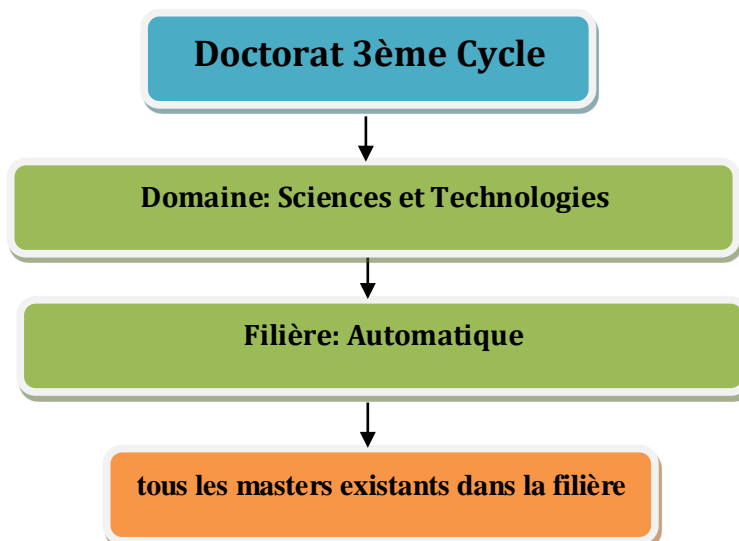 Doctorat 3ème Cycle
Domaine: Sciences et Technologies
Filière: Automatique
tous les masters existants dans la filière